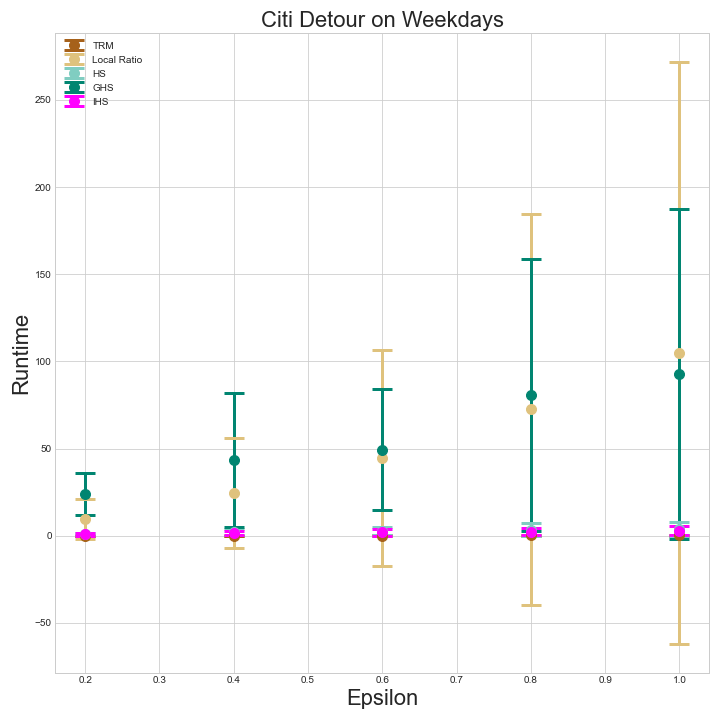 Citi Detour on Weekdays
TRM
Local Ratio
HS
GHS
IHS
250
200
150
100
50
0
−50
Runtime
0.2 0.3 0.4 0.5 0.6 0.7 0.8 0.9 1.0
Epsilon